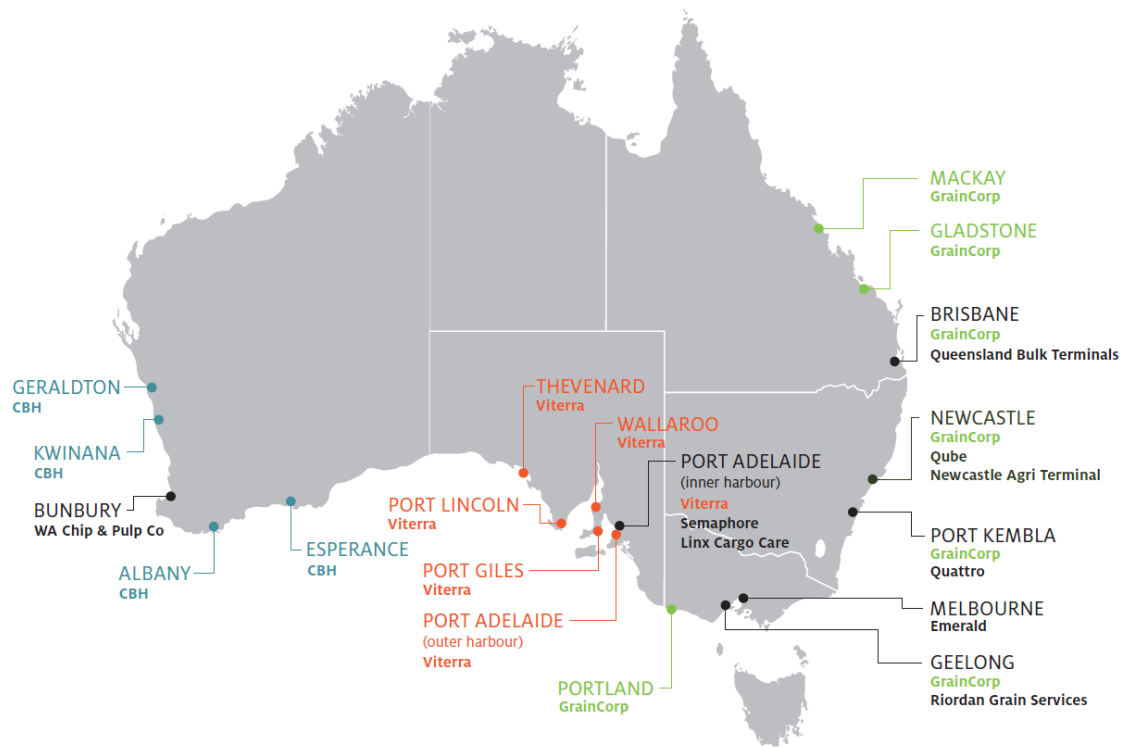 MACKAY
GrainCorp
GLADSTONE
GrainCorp
BRISBANE
GrainCorp
Queensland Bulk Terminals
GERALDTON
CBH
KWINANA
CBH
BUNBURY
WA Chip & Pulp Co
ALBANY
CBH
ESPERANCE
CBH
THEVENARD
Viterra
WALLAROO
Viterra
PORT LINCOLN
Viterra
PORT GILES
Viterra
PORT ADELAIDE
(outer harbour)
Viterra
PORT ADELAIDE
(inner harbour)
Viterra
Semaphore
Linx Cargo Care
PORTLAND
GrainCorp
NEWCASTLE
GrainCorp
Qube
Newcastle Agri Terminal
PORT KEMBLA
GrainCorp
Quattro
MELBOURNE
Emerald
GEELONG
GrainCorp
Riordan Grain Services